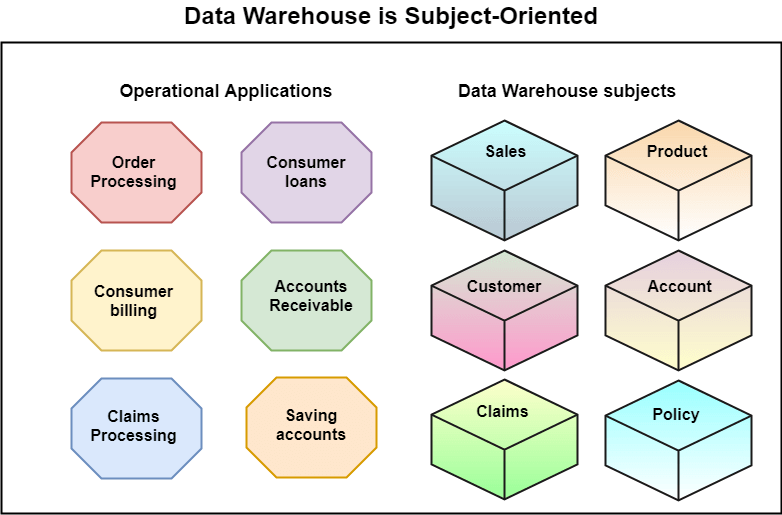 Data Warehouse is Subject-Oriented
Operational Applications
Data Warehouse subjects
Order
Processing
Consumer
loans
Sales
Product
Consumer
billing
Accounts
Receivable
Customer
Account
Claims
Processing
Saving
accounts
Claims
Policy